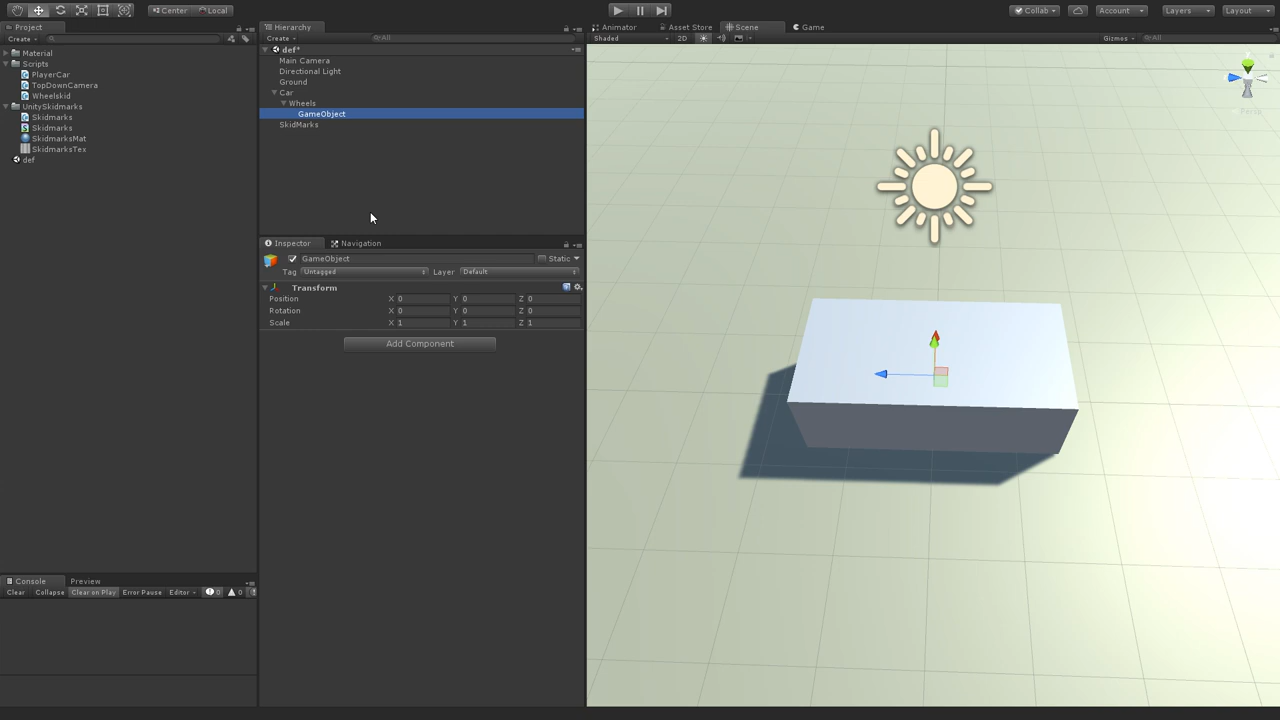 Center Local Collab Account Layers Layout
Project
Create
Material
Scripts
PlayerCar
TopDownCamera
Wheelskid
UnitySkidmarks
Skidmarks
Skidmarks
SkidmarksMat
SkidmarksTex
def
Hierarchy
Create All
def*
Main Camera
Directional Light
Ground
Car
Wheels
GameObject
SkidMarks
Inspector Navigation
GameObject Static
Tag Untagged Layer Default
Transform
Position X 0 Y 0 Z 0
Rotation X 0 Y 0 Z 0
Scale X 1 Y 1 Z 1
Add Component
Animator Asset Store Scene Game
Shaded 2D Gizmos All
Persp
Console Preview
Clear Collapse Clear on Play Error Pause Editor 0 0